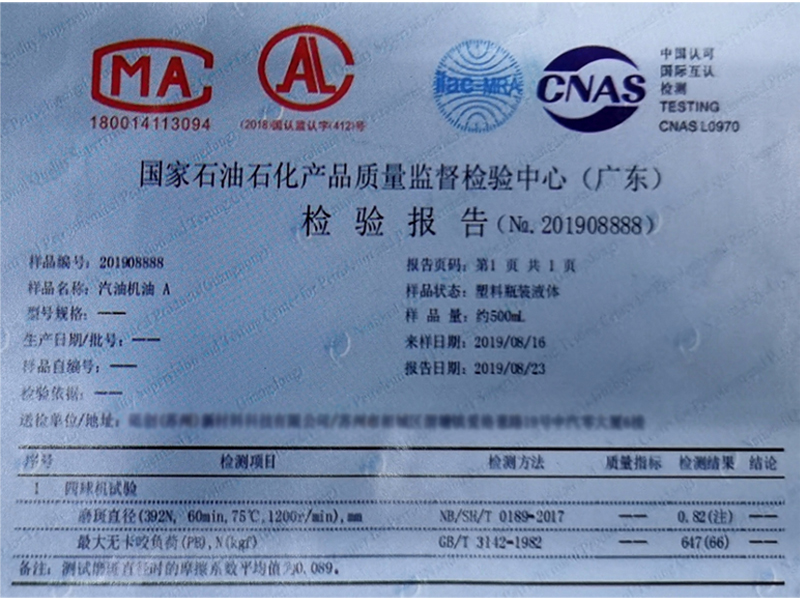 MA
180014113094
AL
(2018)国认监认字(412)号
ilac-MRA
CNAS
中国认可
国际互认
检测
TESTING
CNAS L0970
国家石油石化产品质量监督检验中心（广东）
检 验 报 告（№.201908888）
样品编号：201908888
报告页码：第1 页 共 1 页
样品名称：汽油机油 A
样品状态：塑料瓶装液体
型号规格：——
样 品 量：约500mL
生产日期/批号：——
来样日期：2019/08/16
样品自编号：——
报告日期：2019/08/23
检验依据：——
送检单位/地址：
序号 检测项目 检测方法 质量指标 检测结果 结论
1 四球机试验
磨斑直径(392N, 60min,75℃,1200r/min),mm NB/SH/T 0189-2017 —— 0.82(注) ——
最大无卡咬负荷(PB),N(kgf) GB/T 3142-1982 —— 647(66) ——
备注：测试磨斑直径时的摩擦系数平均值为0.089。